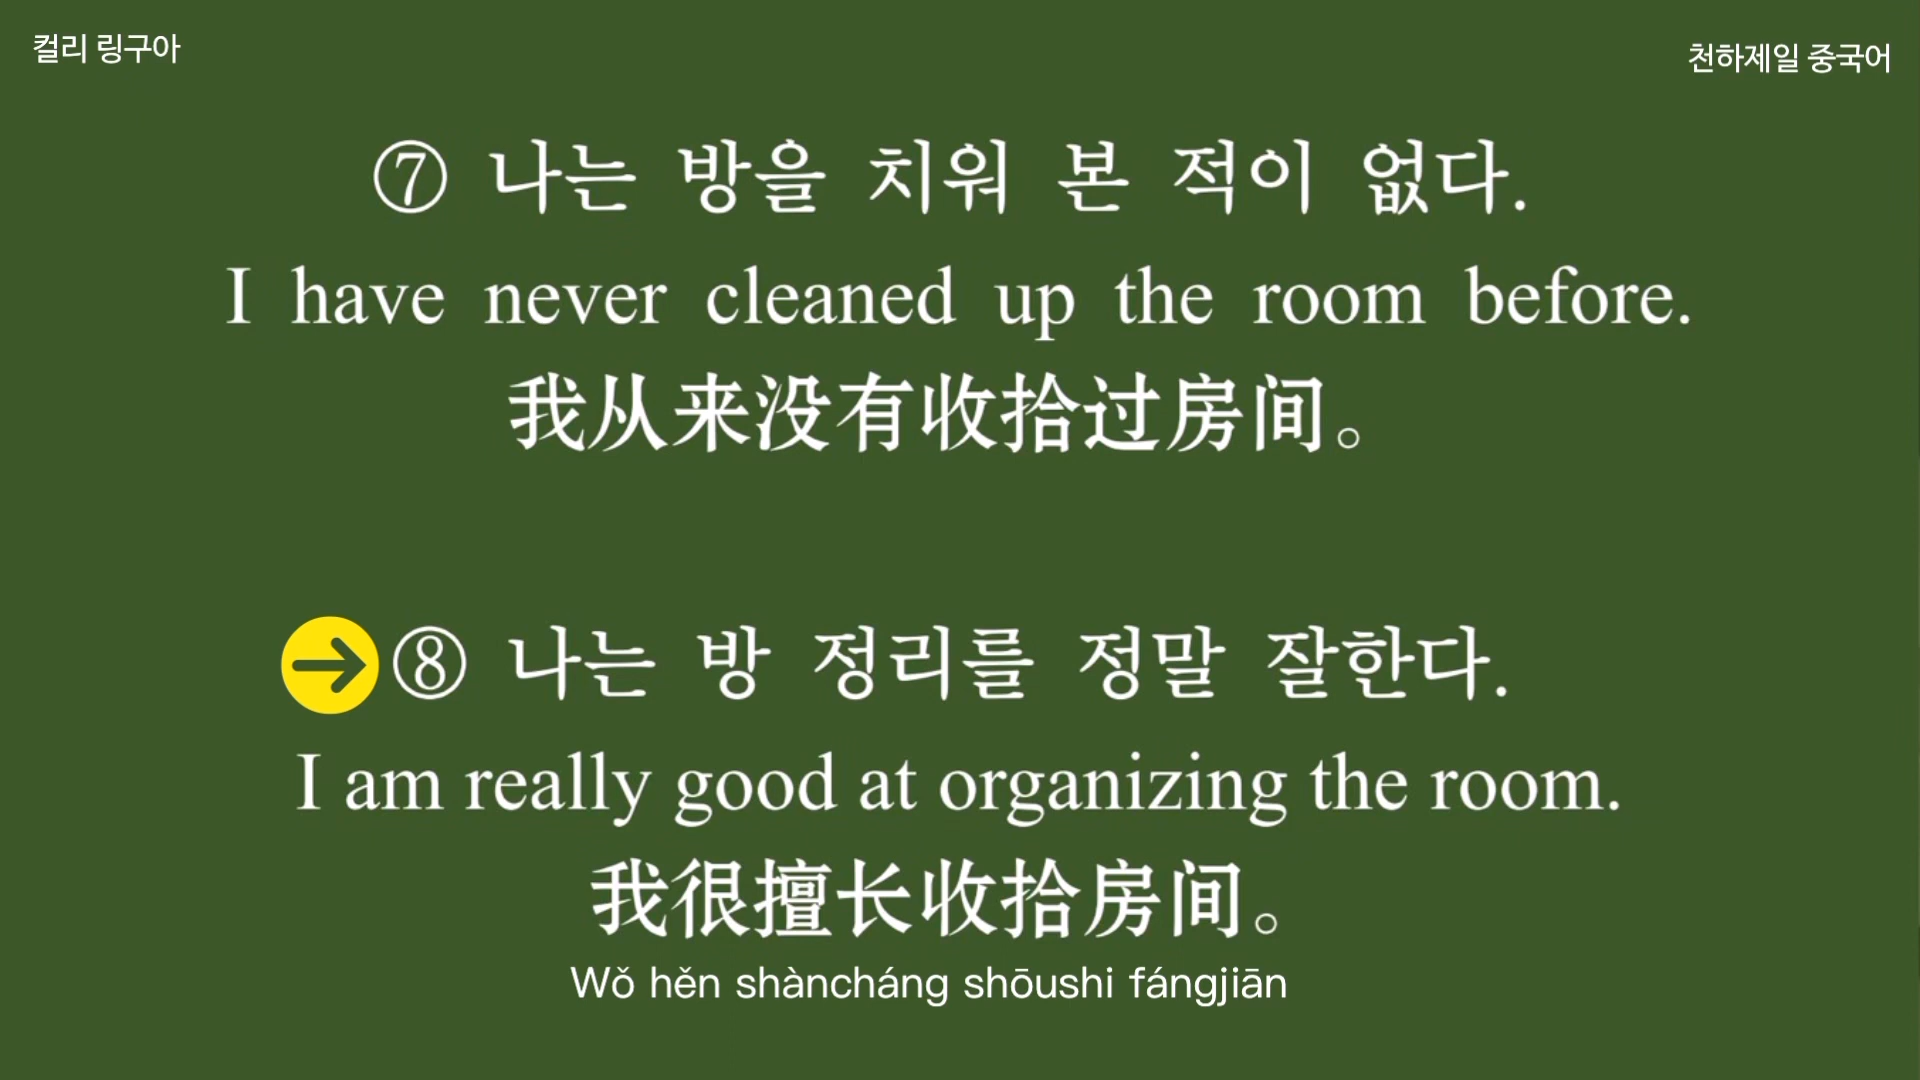 컬리 링구아
천하제일 중국어
⑦ 나는 방을 치워 본 적이 없다.
I have never cleaned up the room before.
我从来没有收拾过房间。
⑧ 나는 방 정리를 정말 잘한다.
I am really good at organizing the room.
我很擅长收拾房间。
Wǒ hěn shàncháng shōushi fángjiān